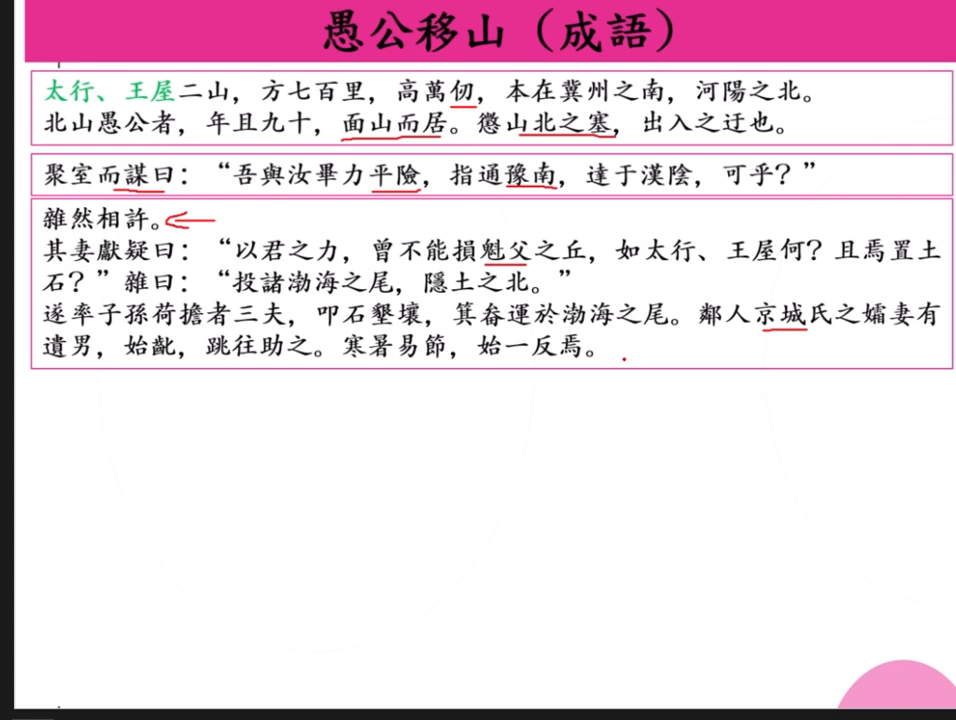 愚公移山（成語）
太行、王屋二山，方七百里，高萬仞，本在冀州之南，河陽之北。
北山愚公者，年且九十，面山而居。懲山北之塞，出入之迂也。
聚室而謀曰：“吾與汝畢力平險，指通豫南，達于漢陰，可乎？”
雜然相許。
其妻獻疑曰：“以君之力，曾不能損魁父之丘，如太行、王屋何？且焉置土
石？”雜曰：“投諸渤海之尾，隱土之北。”
遂率子孫荷擔者三夫，叩石墾壤，箕畚運於渤海之尾。鄰人京城氏之孀妻有
遺男，始齔，跳往助之。寒暑易節，始一反焉。